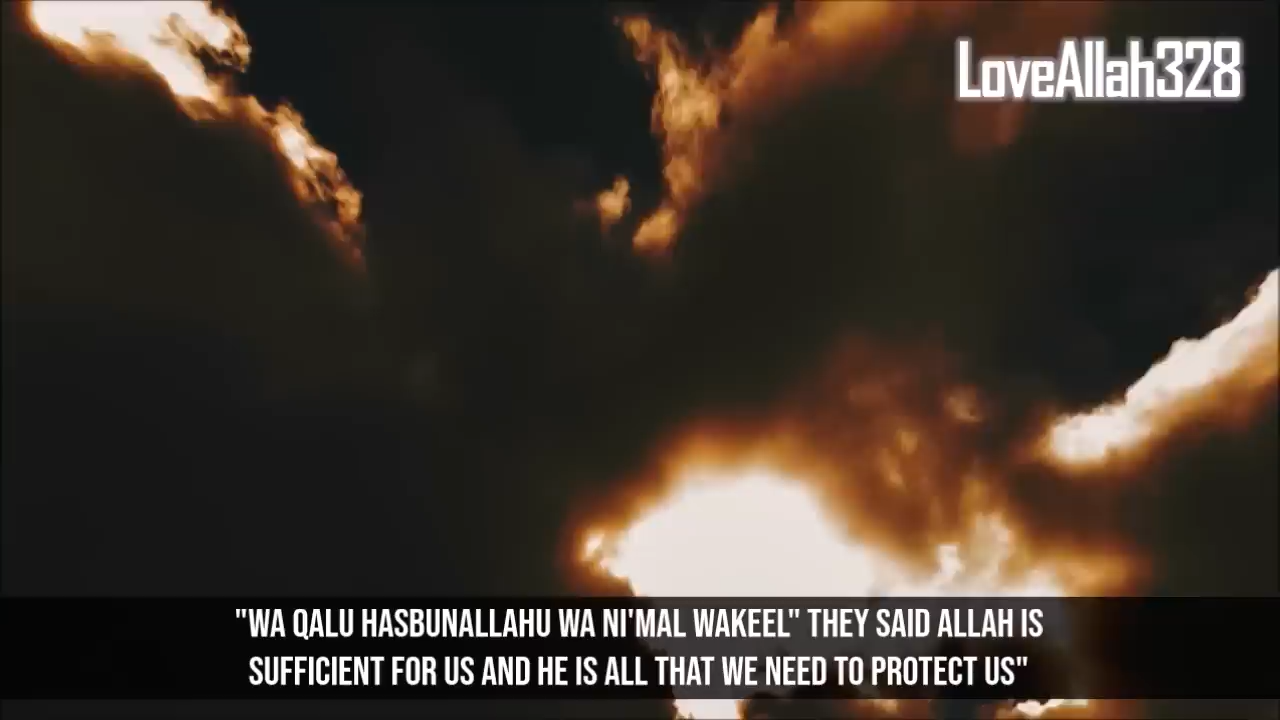 LoveAllah328
"WA QALU HASBUNALLAHU WA NI'MAL WAKEEL" THEY SAID ALLAH IS
SUFFICIENT FOR US AND HE IS ALL THAT WE NEED TO PROTECT US"